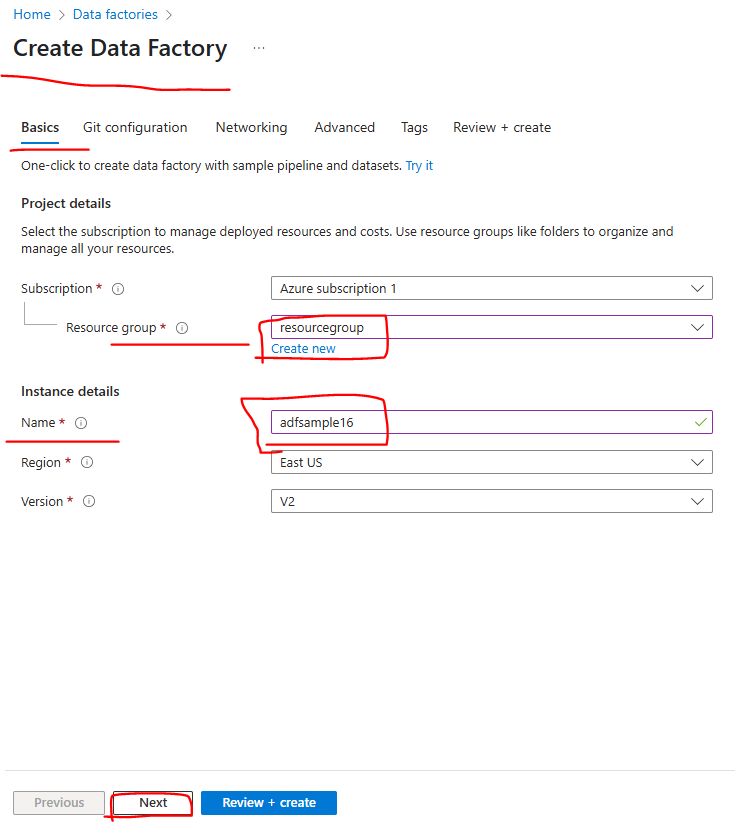 Home > Data factories >
Create Data Factory ...
Basics Git configuration Networking Advanced Tags Review + create
One-click to create data factory with sample pipeline and datasets. Try it
Project details
Select the subscription to manage deployed resources and costs. Use resource groups like folders to organize and
manage all your resources.
Subscription * Azure subscription 1
Resource group * resourcegroup
Create new
Instance details
Name * adfsample16
Region * East US
Version * V2
Previous Next Review + create